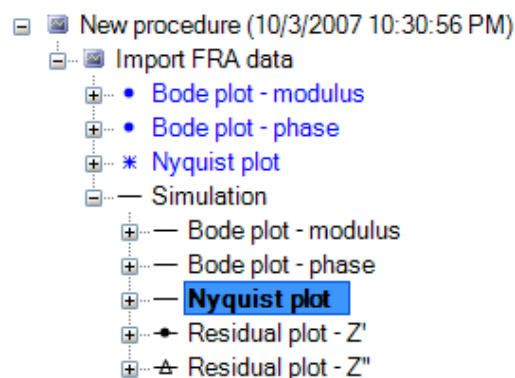 New procedure (10/3/2007 10:30:56 PM)
Import FRA data
Bode plot - modulus
Bode plot - phase
Nyquist plot
Simulation
Bode plot - modulus
Bode plot - phase
Nyquist plot
Residual plot - Z'
Residual plot - Z"